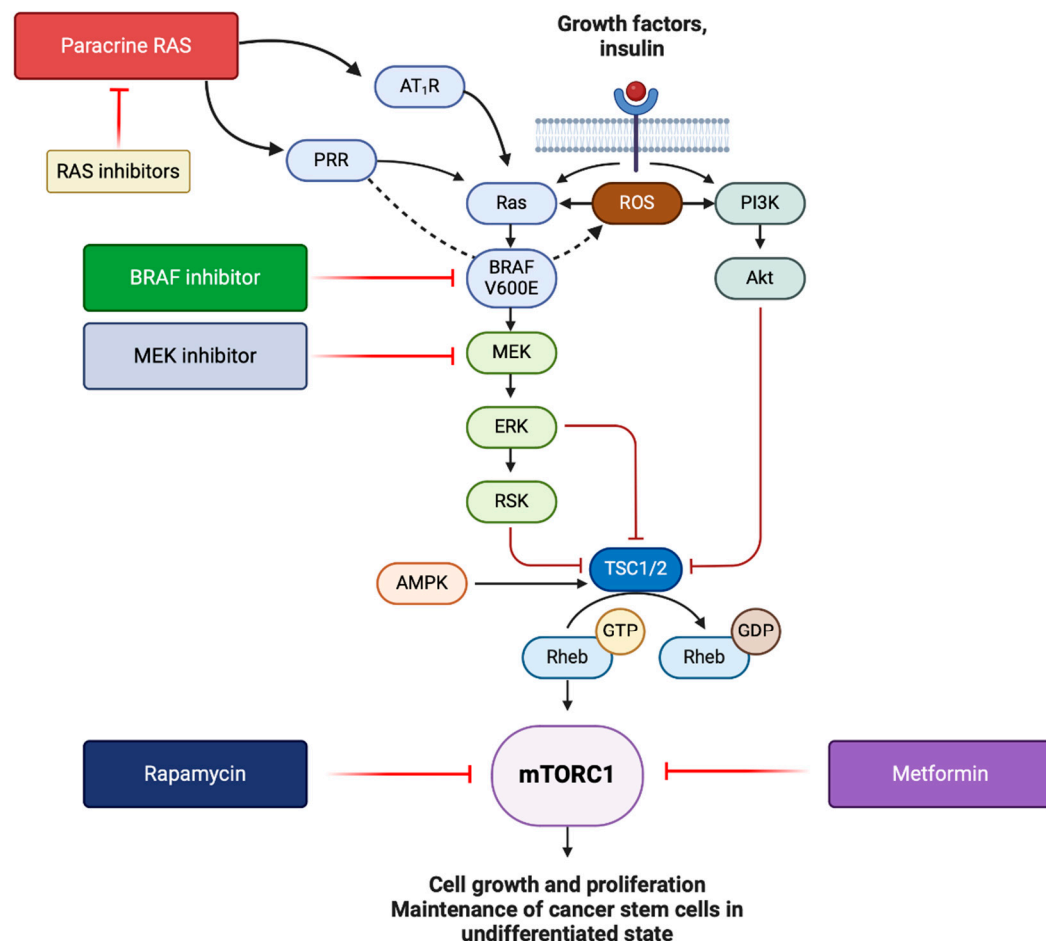 Growth factors,
insulin
Paracrine RAS
AT₁R
PRR
RAS inhibitors
Ras
ROS
PI3K
BRAF inhibitor
BRAF
V600E
Akt
MEK inhibitor
MEK
ERK
RSK
TSC1/2
AMPK
GTP
GDP
Rheb
Rheb
Rapamycin
mTORC1
Metformin
Cell growth and proliferation
Maintenance of cancer stem cells in
undifferentiated state